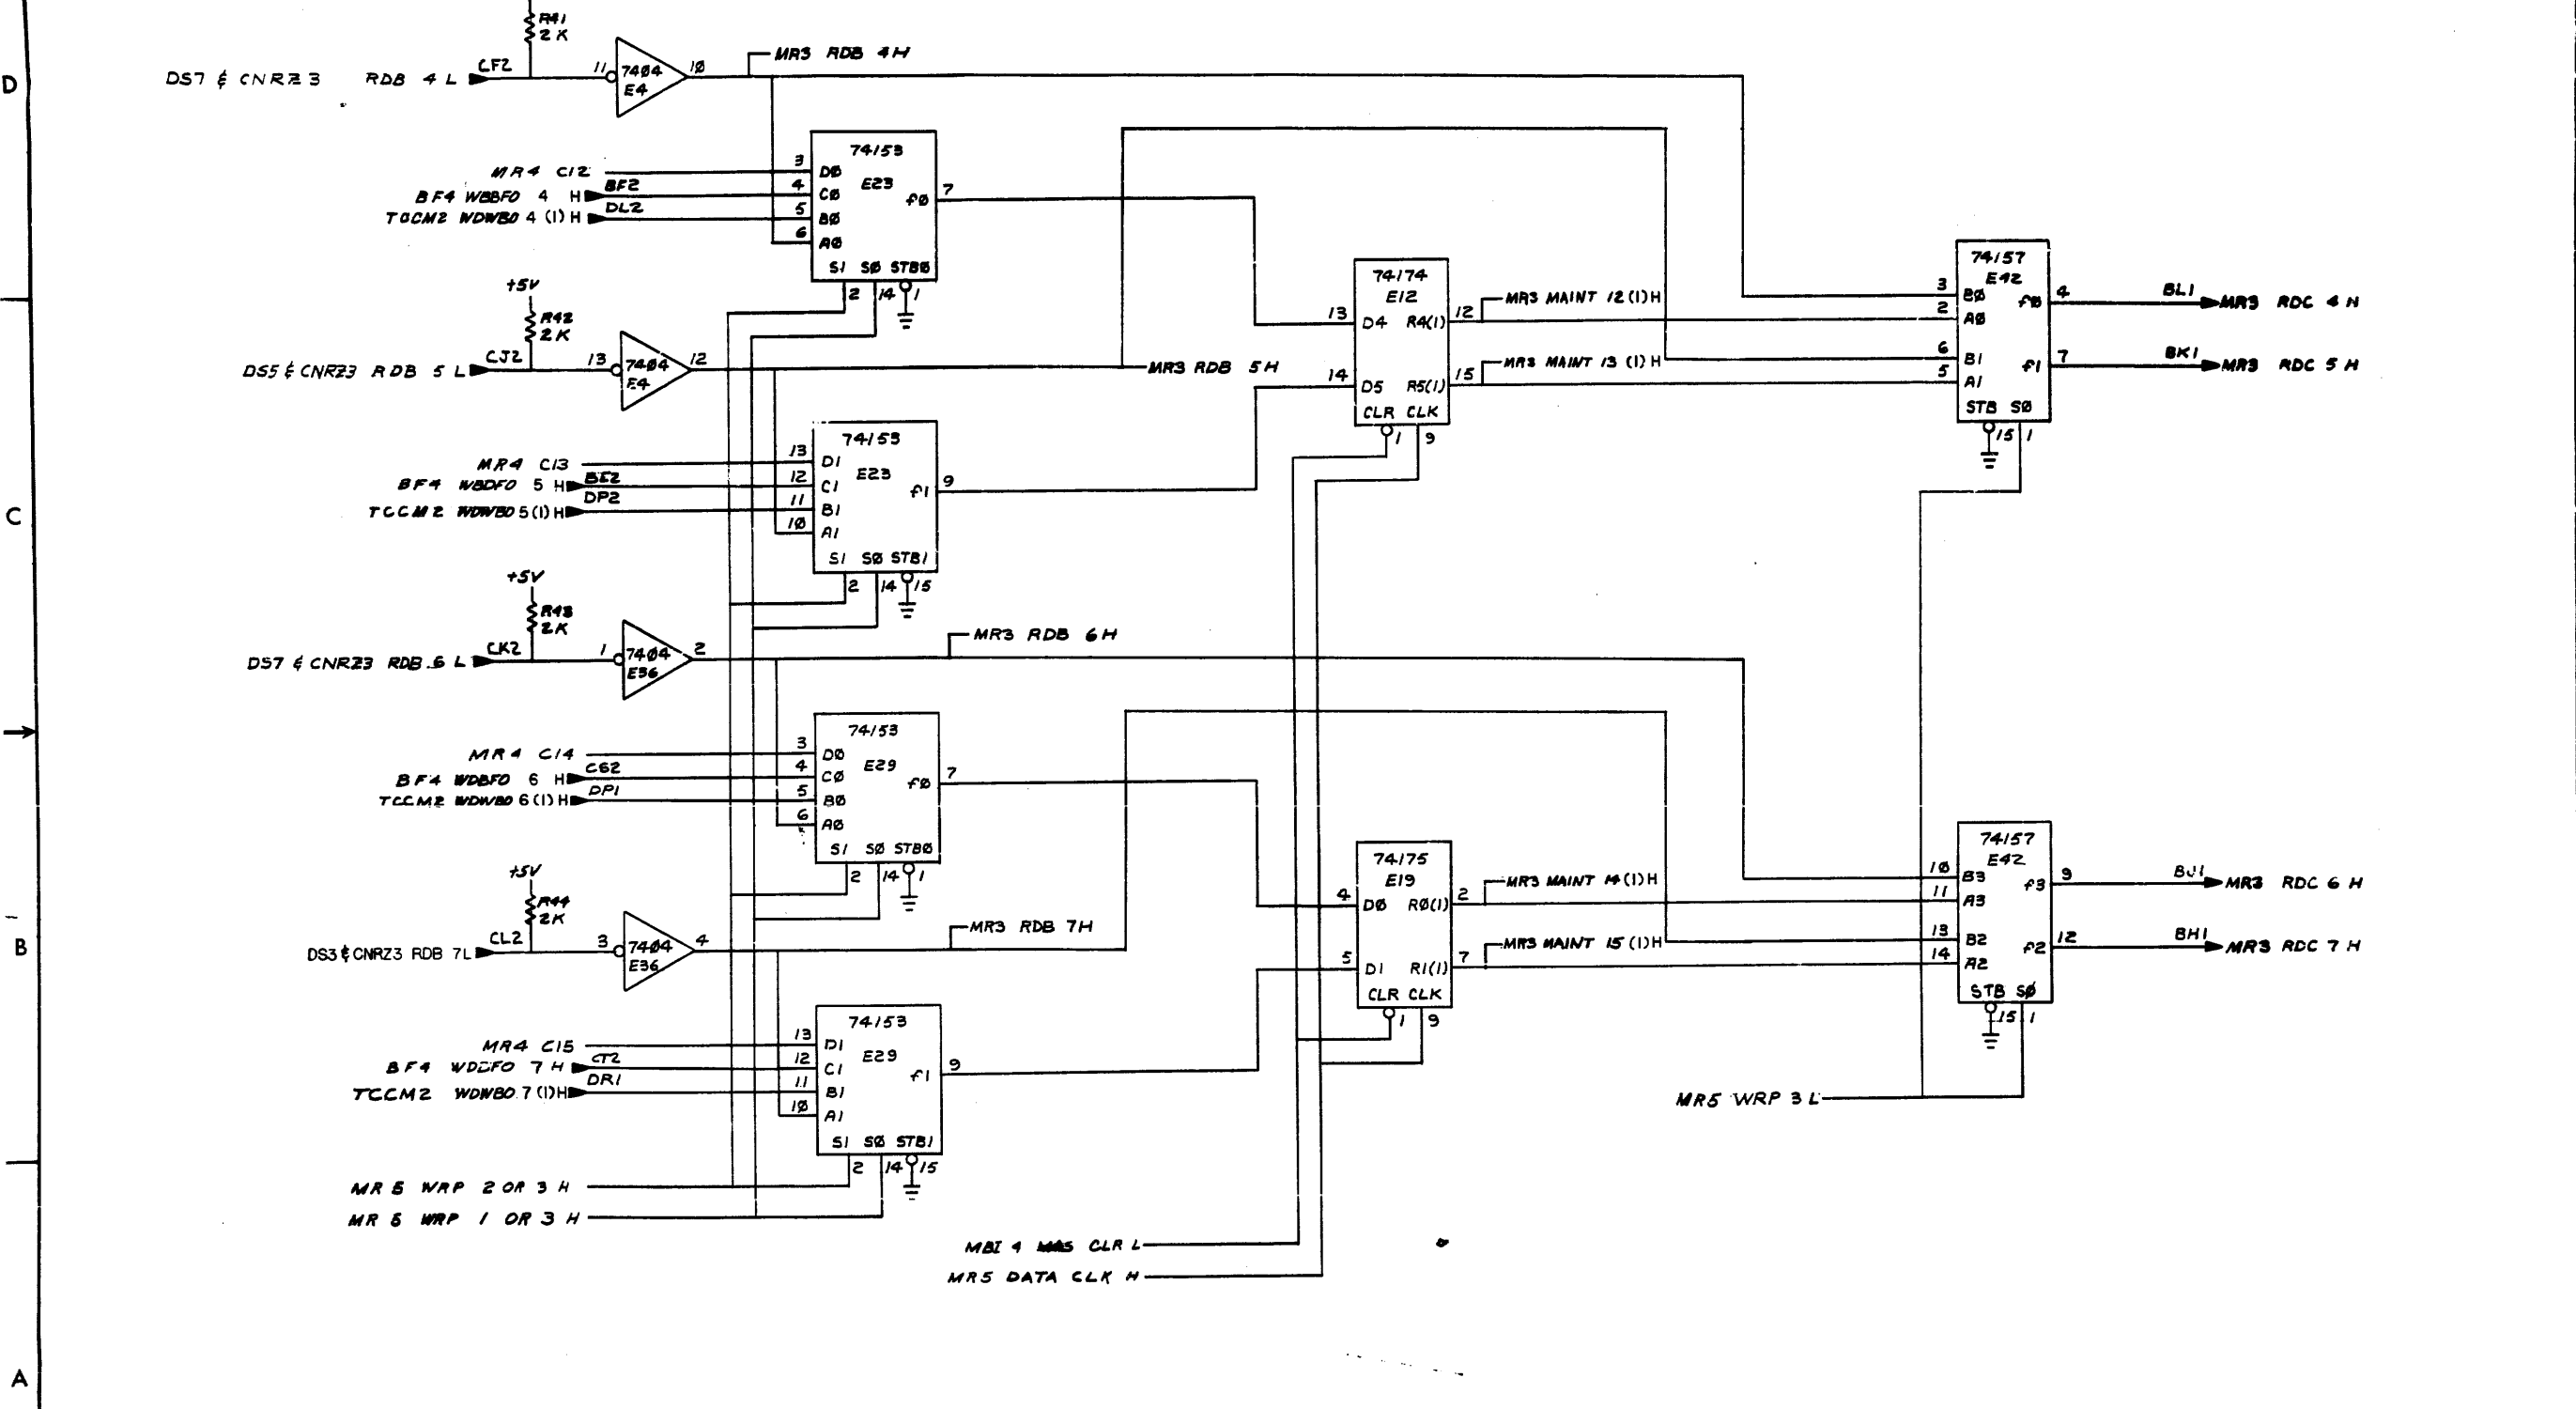 R41
2K
D
DS7 & CNRZ 3 RDB 4 L
CF2
11
7404
E4
10
MR3 RDB 4H
74153
E23
MR4 C12
3
D0
BF4 WBBFO 4 H
BF2
4
C0
f0
7
TCCM2 WDWBO 4 (1) H
DL2
5
B0
6
A0
S1 S0 STB0
2
14
1
+5V
R42
2K
DS5 & CNRZ3 RDB 5 L
CJ2
13
7404
E4
12
MR3 RDB 5H
74174
E12
13
D4 R4(1)
12
MR3 MAINT 12(1)H
14
D5 R5(1)
15
MR3 MAINT 13 (1)H
CLR CLK
1
9
74157
E42
3
B0
f0
4
BL1
MR3 RDC 4 H
2
A0
6
B1
f1
7
BK1
MR3 RDC 5 H
5
A1
STB S0
15
1
74153
E23
MR4 C13
13
D1
BF4 WBDFO 5 H
BE2
12
C1
f1
9
C
TCCM2 WDWBO 5(1)H
DP2
11
B1
10
A1
S1 S0 STB1
2
14
15
+5V
R43
2K
DS7 & CNRZ3 RDB 6 L
CK2
1
7404
E36
2
MR3 RDB 6H
74153
E29
MR4 C14
3
D0
BF4 WDBFO 6 H
CS2
4
C0
f0
7
TCCM2 WDWBO 6(1)H
DP1
5
B0
6
A0
S1 S0 STB0
2
14
1
+5V
R44
2K
B
DS3 & CNRZ3 RDB 7L
CL2
3
7404
E36
4
MR3 RDB 7H
74175
E19
4
D0 R0(1)
2
MR3 MAINT 14(1)H
5
D1 R1(1)
7
MR3 MAINT 15(1)H
CLR CLK
1
9
74157
E42
10
B3
f3
9
BJ1
MR3 RDC 6 H
11
A3
13
B2
f2
12
BH1
MR3 RDC 7 H
14
A2
STB S0
15
1
74153
E29
MR4 C15
13
D1
BF4 7 H
CT2
12
C1
f1
9
TCCM2 WDWBO 7(1)H
DR1
11
B1
10
A1
S1 S0 STB1
2
14
15
MR5 WRP 3 L
MR5 WRP 2 OR 3 H
MR5 WRP 1 OR 3 H
MBI 4 CLR L
MR5 DATA CLK H
A